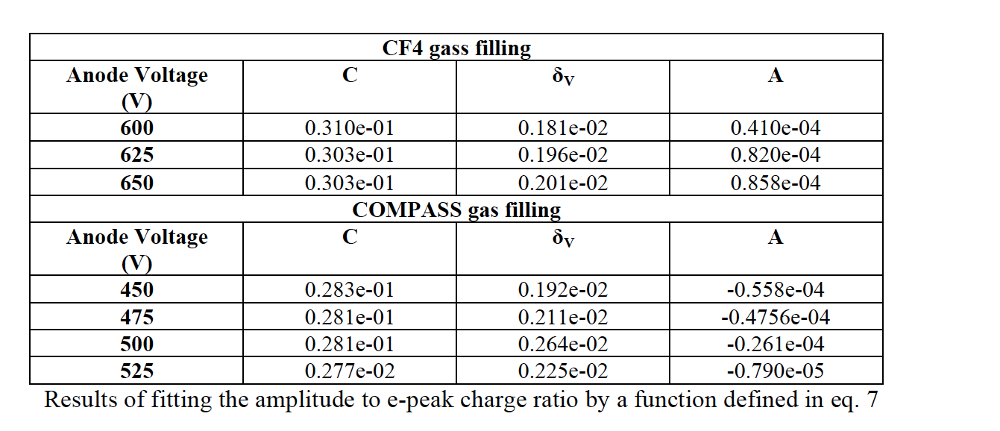 CF4 gass filling
Anode Voltage (V) C δV A
600 0.310e-01 0.181e-02 0.410e-04
625 0.303e-01 0.196e-02 0.820e-04
650 0.303e-01 0.201e-02 0.858e-04
COMPASS gas filling
Anode Voltage (V) C δV A
450 0.283e-01 0.192e-02 -0.558e-04
475 0.281e-01 0.211e-02 -0.4756e-04
500 0.281e-01 0.264e-02 -0.261e-04
525 0.277e-02 0.225e-02 -0.790e-05
Results of fitting the amplitude to e-peak charge ratio by a function defined in eq. 7